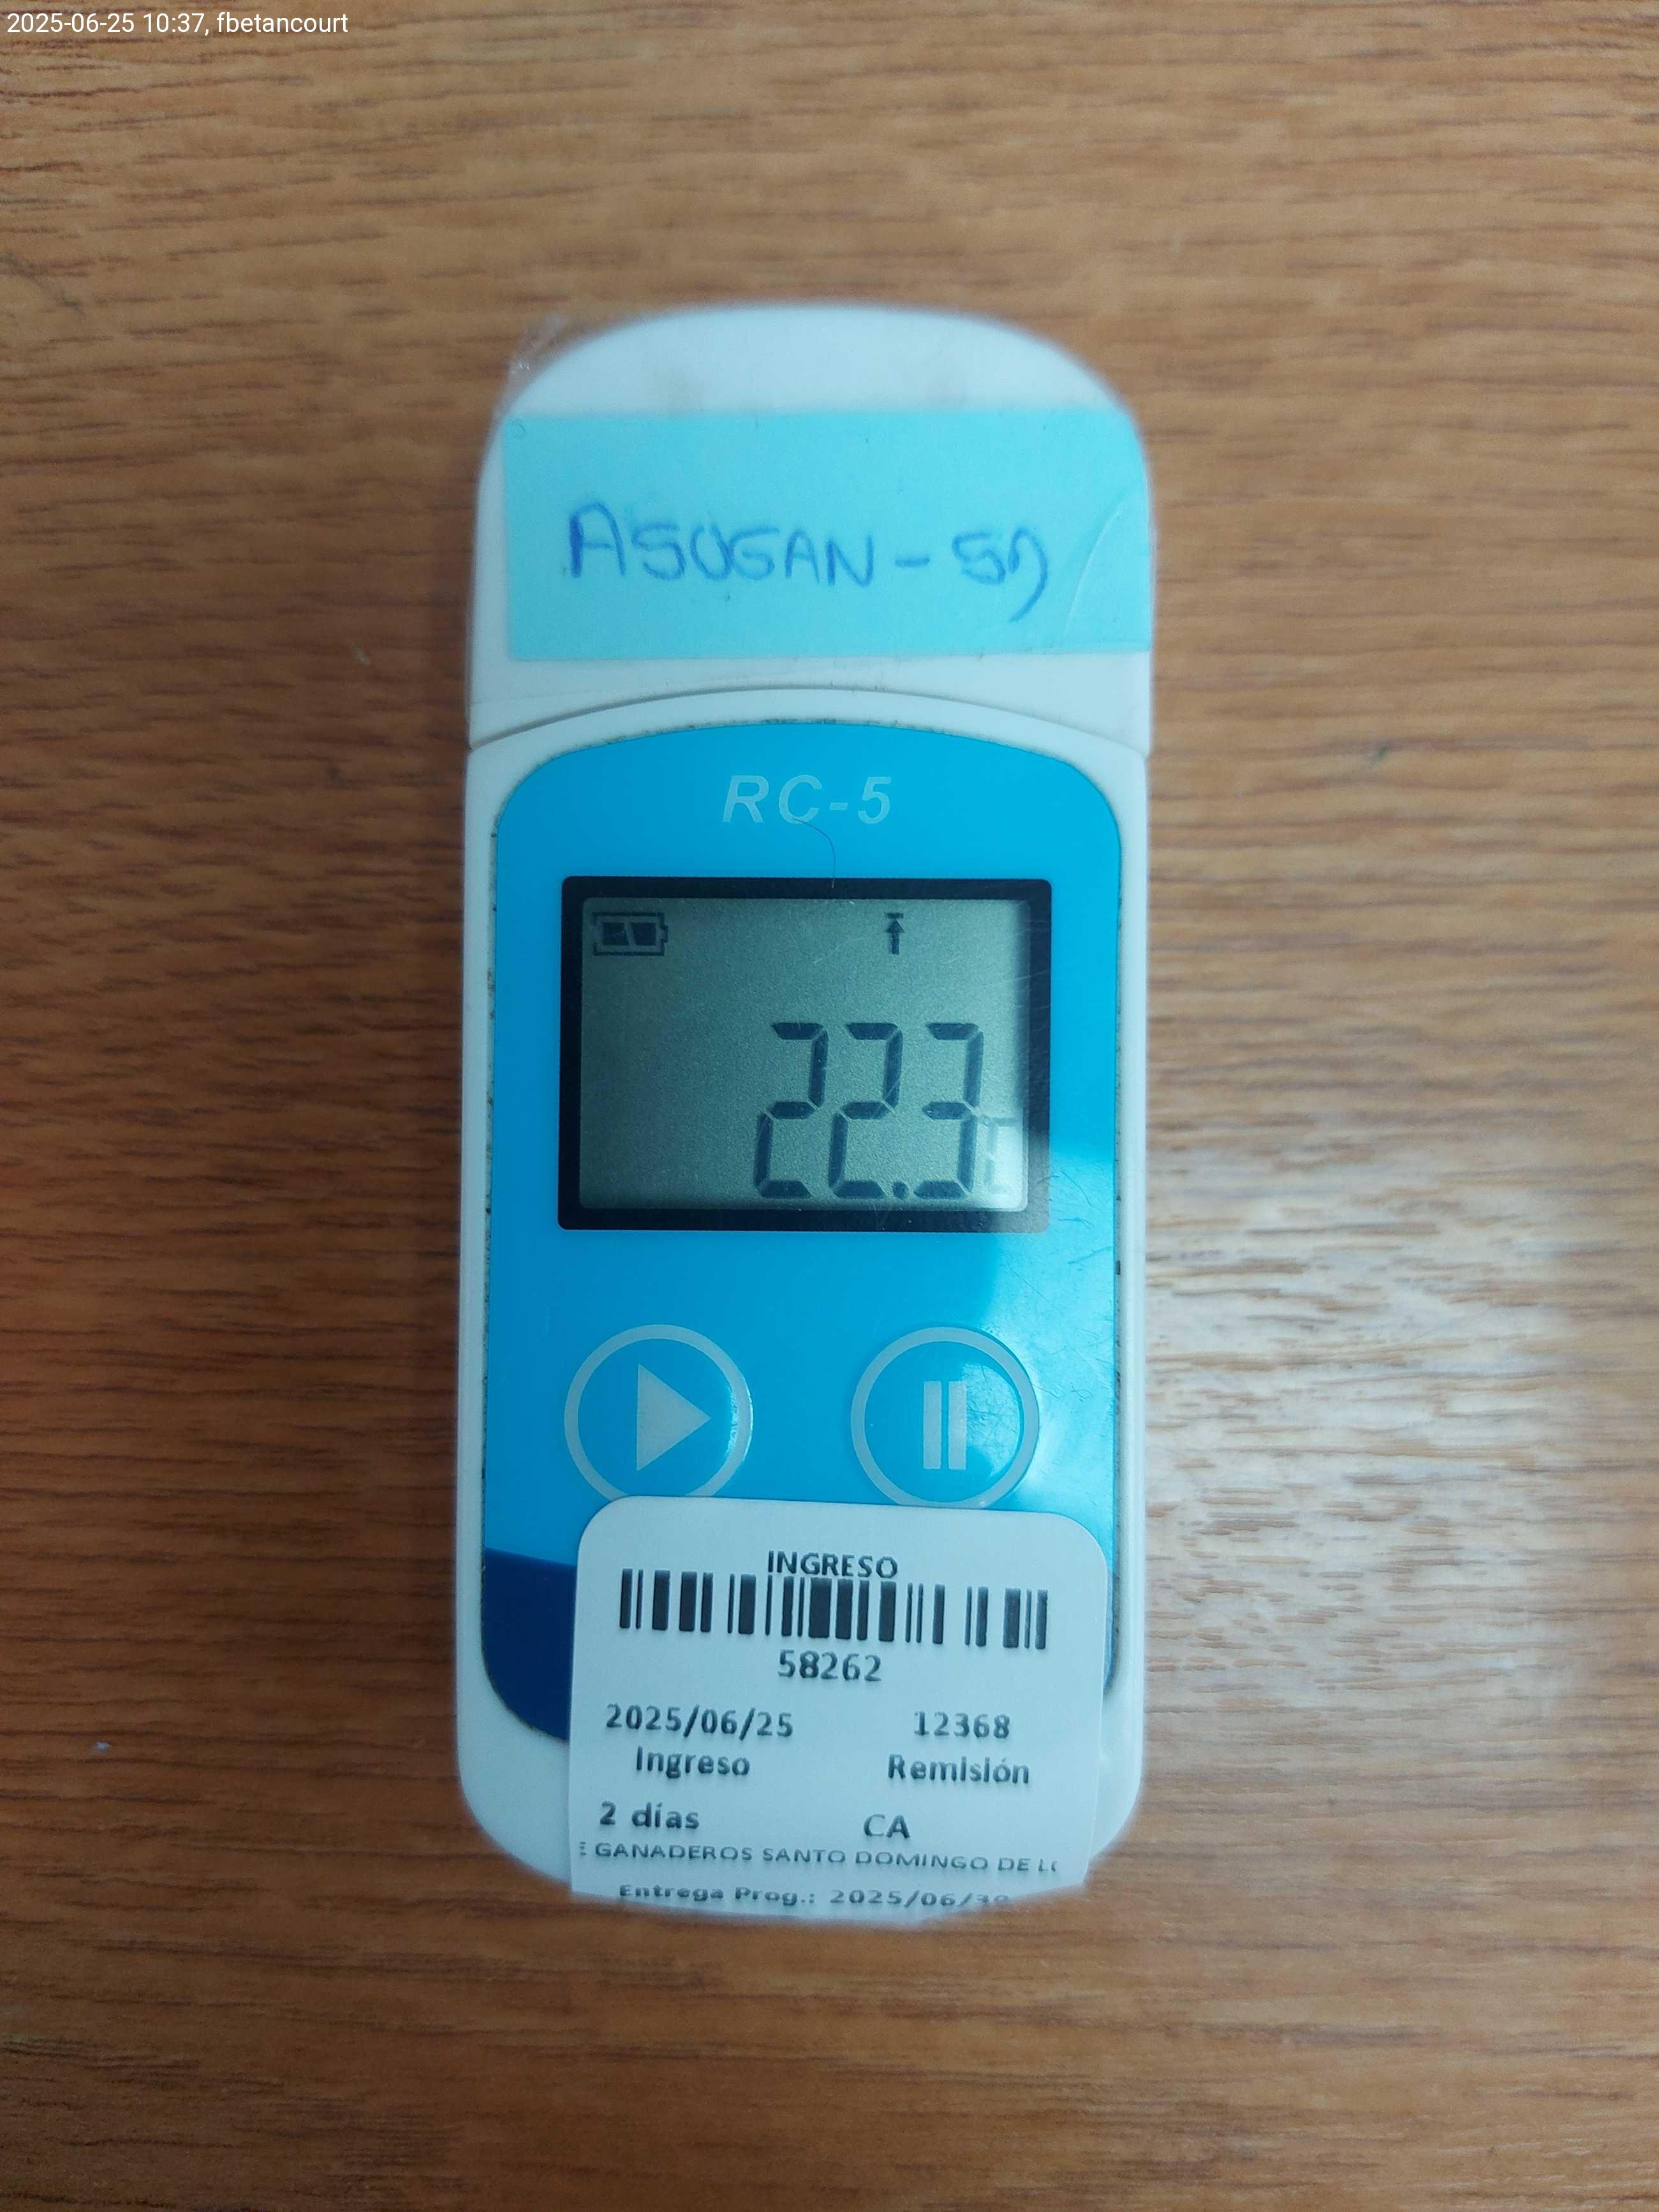 2025-06-25 10:37, fbetancourt
ASOGAN - SD
RC-5
22.3
INGRESO
58262
2025/06/25 12368
Ingreso Remisión
2 días CA
GANADEROS SANTO DOMINGO DE
Entrega Prog.: